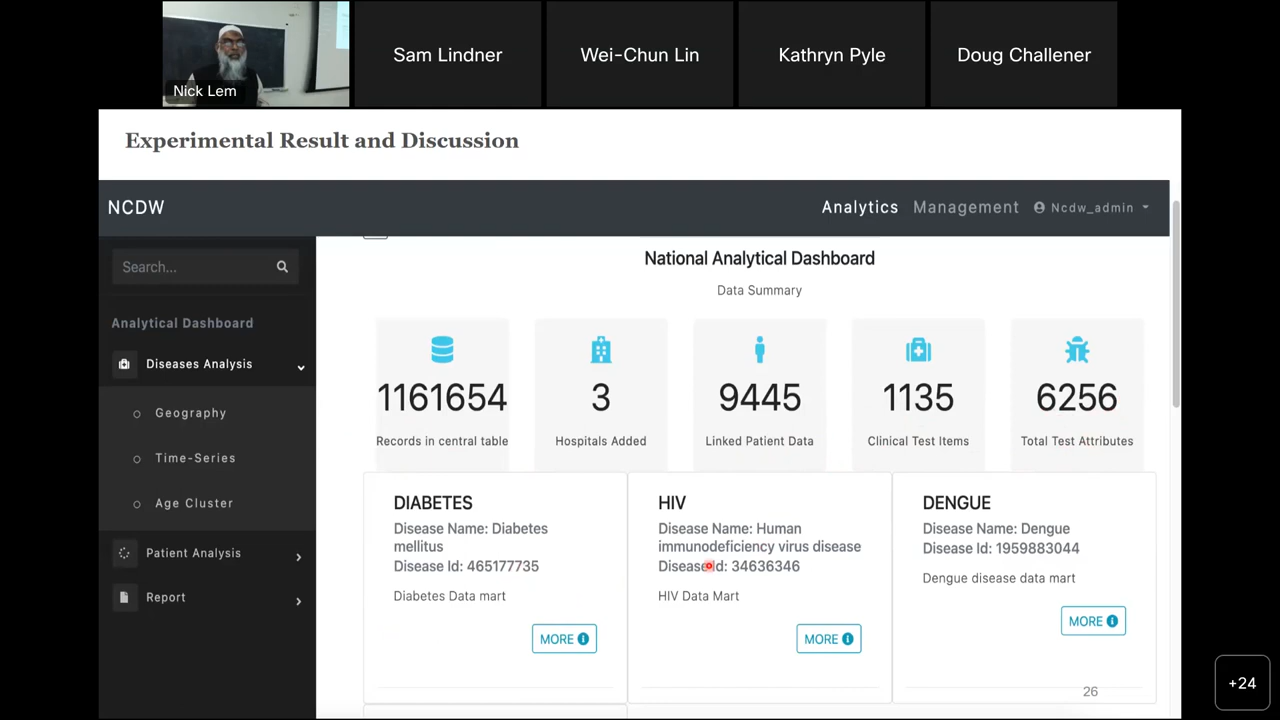 Nick Lem
Sam Lindner
Wei-Chun Lin
Kathryn Pyle
Doug Challener
Experimental Result and Discussion
NCDW
Analytics
Management
Ncdw_admin
Search...
Analytical Dashboard
Diseases Analysis
Geography
Time-Series
Age Cluster
Patient Analysis
Report
National Analytical Dashboard
Data Summary
1161654
Records in central table
3
Hospitals Added
9445
Linked Patient Data
1135
Clinical Test Items
6256
Total Test Attributes
DIABETES
Disease Name: Diabetes
mellitus
Disease Id: 465177735
Diabetes Data mart
MORE
HIV
Disease Name: Human
immunodeficiency virus disease
Disease Id: 34636346
HIV Data Mart
MORE
DENGUE
Disease Name: Dengue
Disease Id: 1959883044
Dengue disease data mart
MORE
26
+24